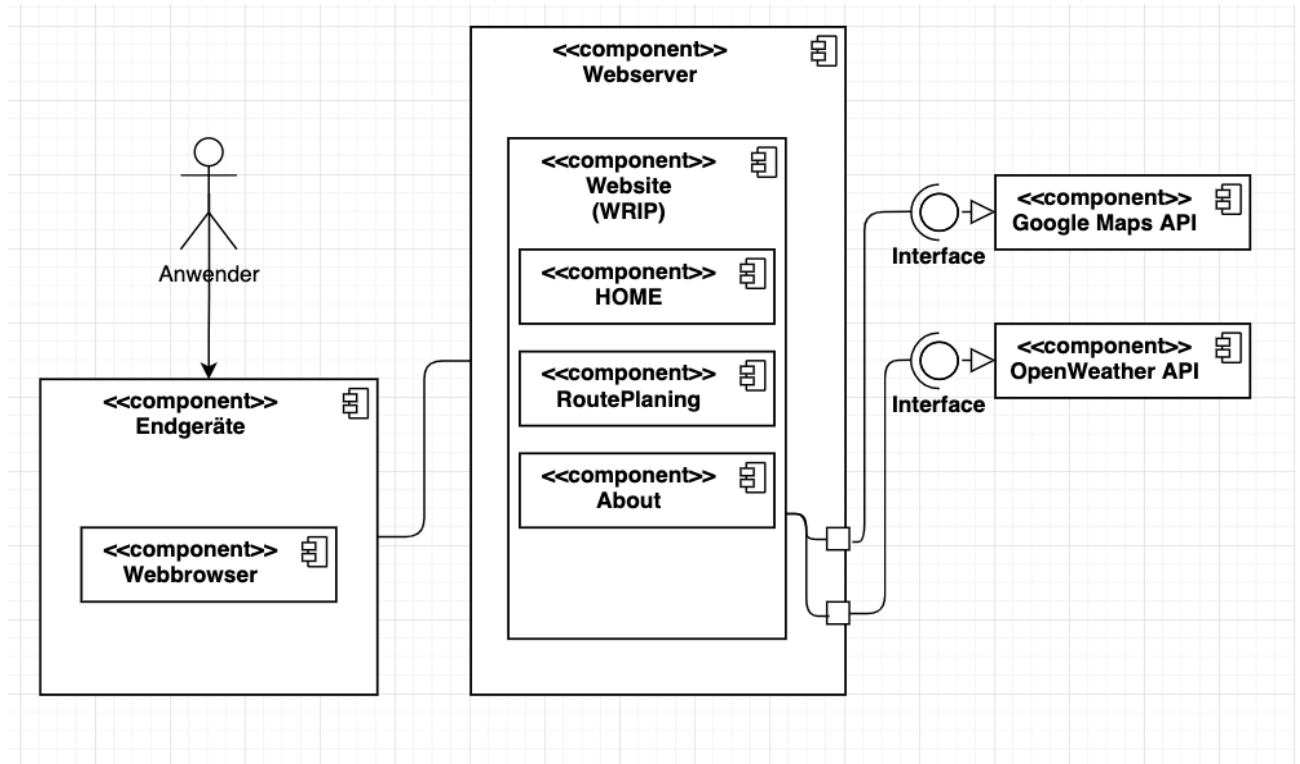 Anwender
<<component>>
Endgeräte
<<component>>
Webbrowser
<<component>>
Webserver
<<component>>
Website
(WRIP)
<<component>>
HOME
<<component>>
RoutePlaning
<<component>>
About
Interface
<<component>>
Google Maps API
Interface
<<component>>
OpenWeather API